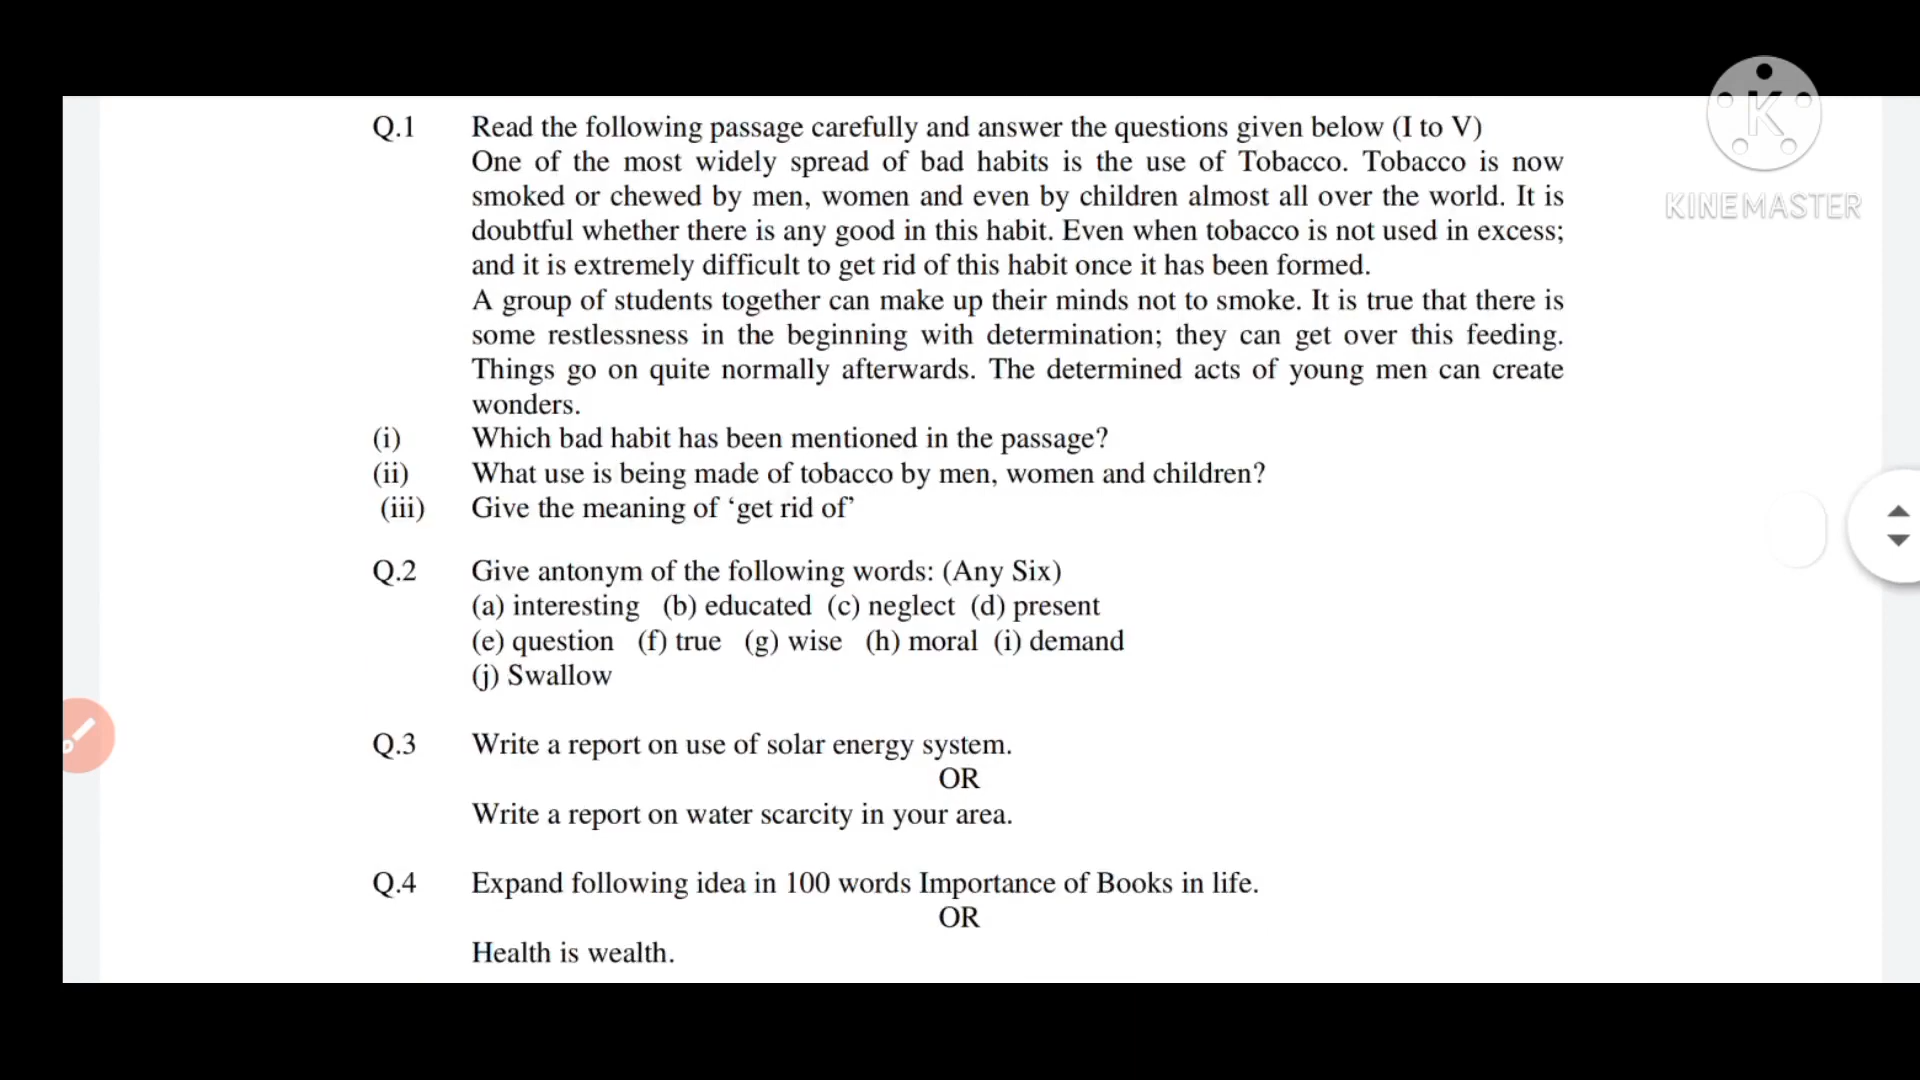 K
KINEMASTER
Q.1 Read the following passage carefully and answer the questions given below (I to V)
One of the most widely spread of bad habits is the use of Tobacco. Tobacco is now
smoked or chewed by men, women and even by children almost all over the world. It is
doubtful whether there is any good in this habit. Even when tobacco is not used in excess;
and it is extremely difficult to get rid of this habit once it has been formed.
A group of students together can make up their minds not to smoke. It is true that there is
some restlessness in the beginning with determination; they can get over this feeding.
Things go on quite normally afterwards. The determined acts of young men can create
wonders.
(i) Which bad habit has been mentioned in the passage?
(ii) What use is being made of tobacco by men, women and children?
(iii) Give the meaning of ‘get rid of’
Q.2 Give antonym of the following words: (Any Six)
(a) interesting (b) educated (c) neglect (d) present
(e) question (f) true (g) wise (h) moral (i) demand
(j) Swallow
Q.3 Write a report on use of solar energy system.
OR
Write a report on water scarcity in your area.
Q.4 Expand following idea in 100 words Importance of Books in life.
OR
Health is wealth.